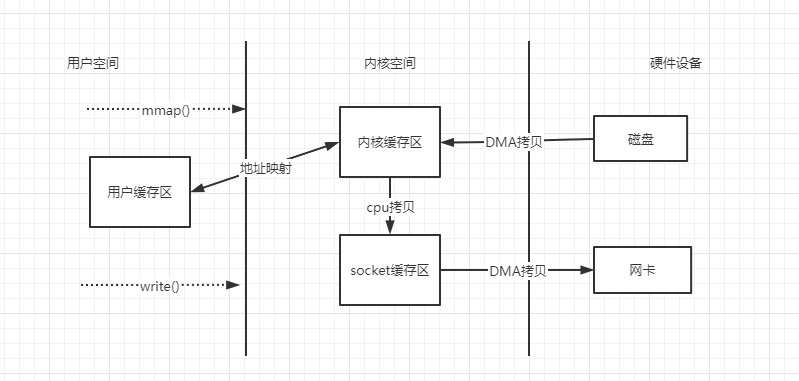 用户空间
内核空间
硬件设备
mmap()
内核缓存区
DMA拷贝
磁盘
地址映射
用户缓存区
cpu拷贝
socket缓存区
DMA拷贝
网卡
write()